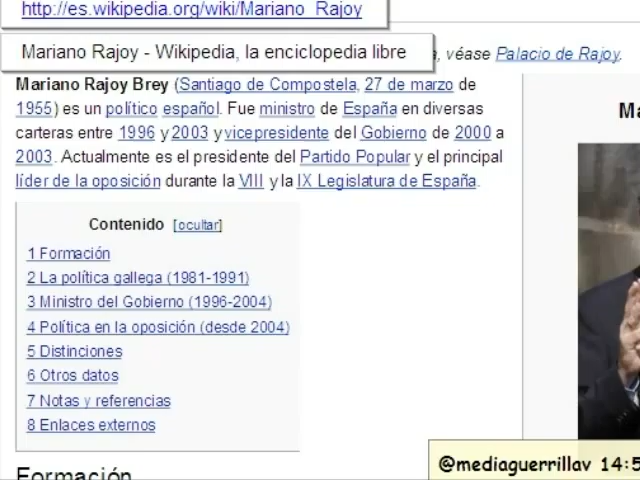 http://es.wikipedia.org/wiki/Mariano_Rajoy
Mariano Rajoy - Wikipedia, la enciclopedia libre
, véase Palacio de Rajoy.
Mariano Rajoy Brey (Santiago de Compostela, 27 de marzo de
1955) es un político español. Fue ministro de España en diversas
carteras entre 1996 y 2003 y vicepresidente del Gobierno de 2000 a
2003. Actualmente es el presidente del Partido Popular y el principal
líder de la oposición durante la VIII y la IX Legislatura de España.
Contenido [ocultar]
1 Formación
2 La política gallega (1981-1991)
3 Ministro del Gobierno (1996-2004)
4 Política en la oposición (desde 2004)
5 Distinciones
6 Otros datos
7 Notas y referencias
8 Enlaces externos
Formación
@mediaguerrillav 14:5